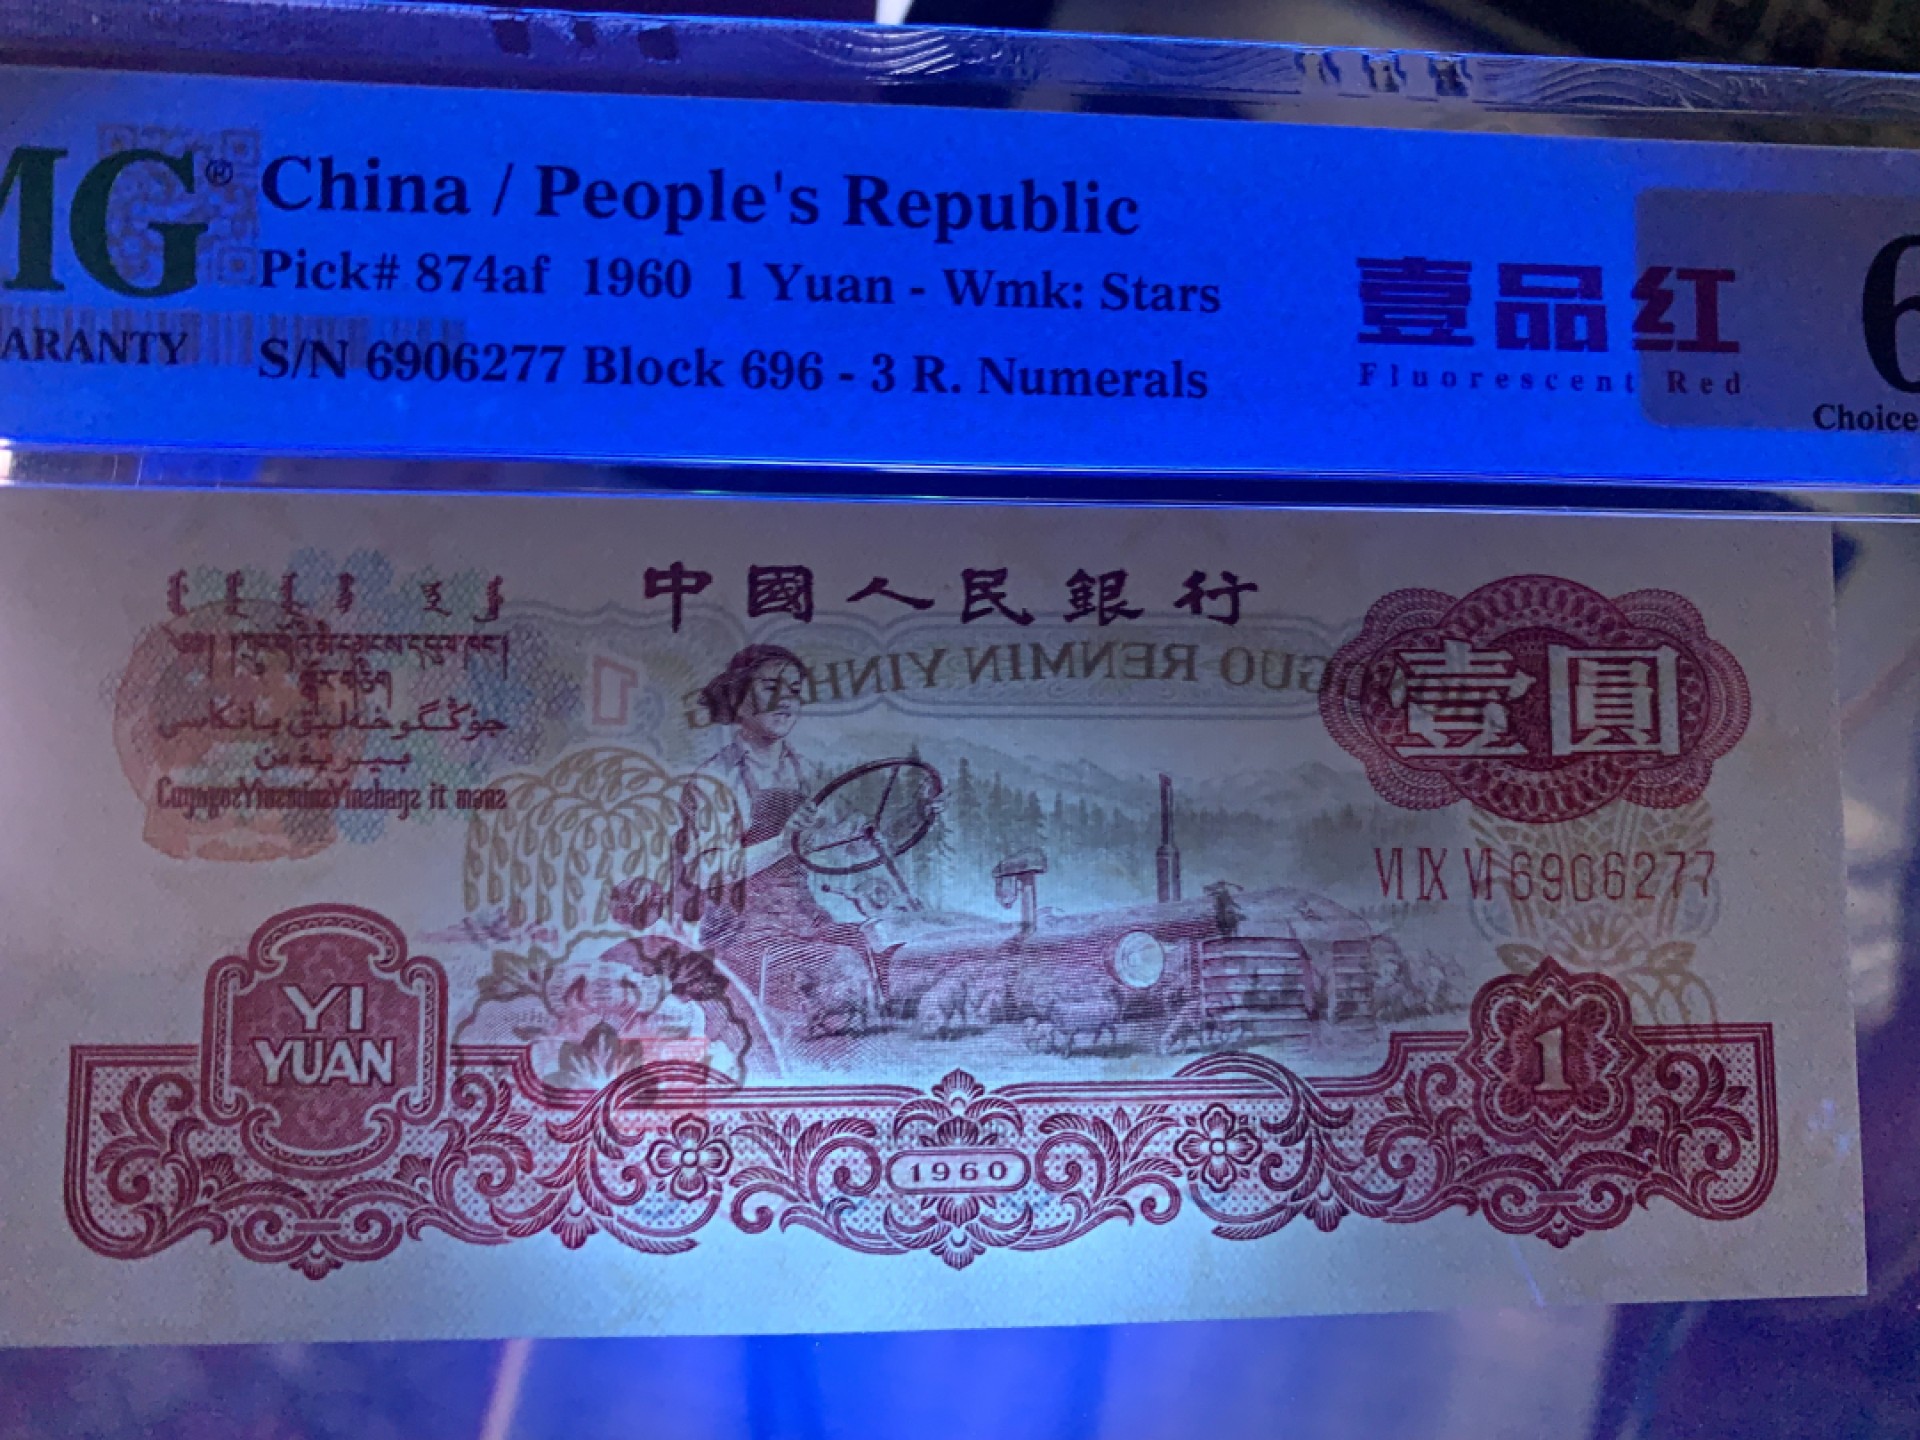 MG®
China / People's Republic
Pick# 874af 1960 1 Yuan - Wmk: Stars
S/N 6906277 Block 696 - 3 R. Numerals
ARANTY
壹品红
Fluorescent Red
6
Choice
中國人民銀行
GUO RENMIN YINHANG
壹圓
VI IX VI 6906277
YI
YUAN
1
1
1960